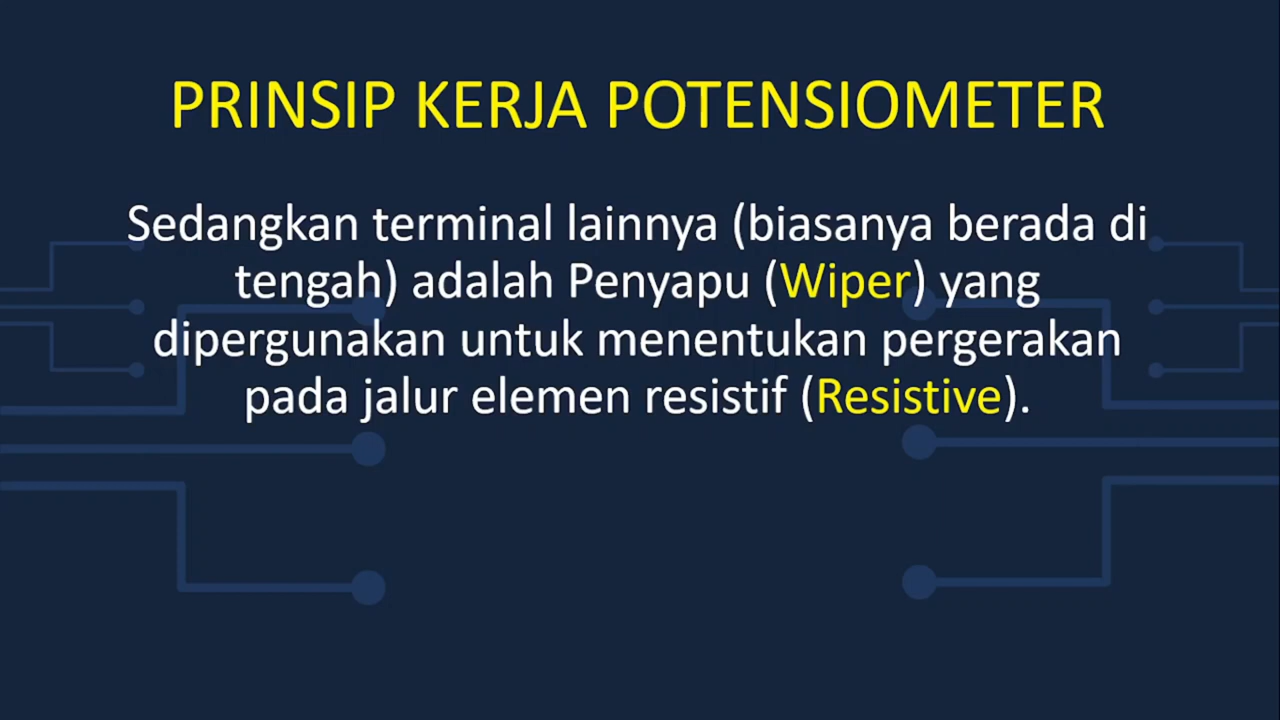 PRINSIP KERJA POTENSIOMETER
Sedangkan terminal lainnya (biasanya berada di
tengah) adalah Penyapu (Wiper) yang
dipergunakan untuk menentukan pergerakan
pada jalur elemen resistif (Resistive).